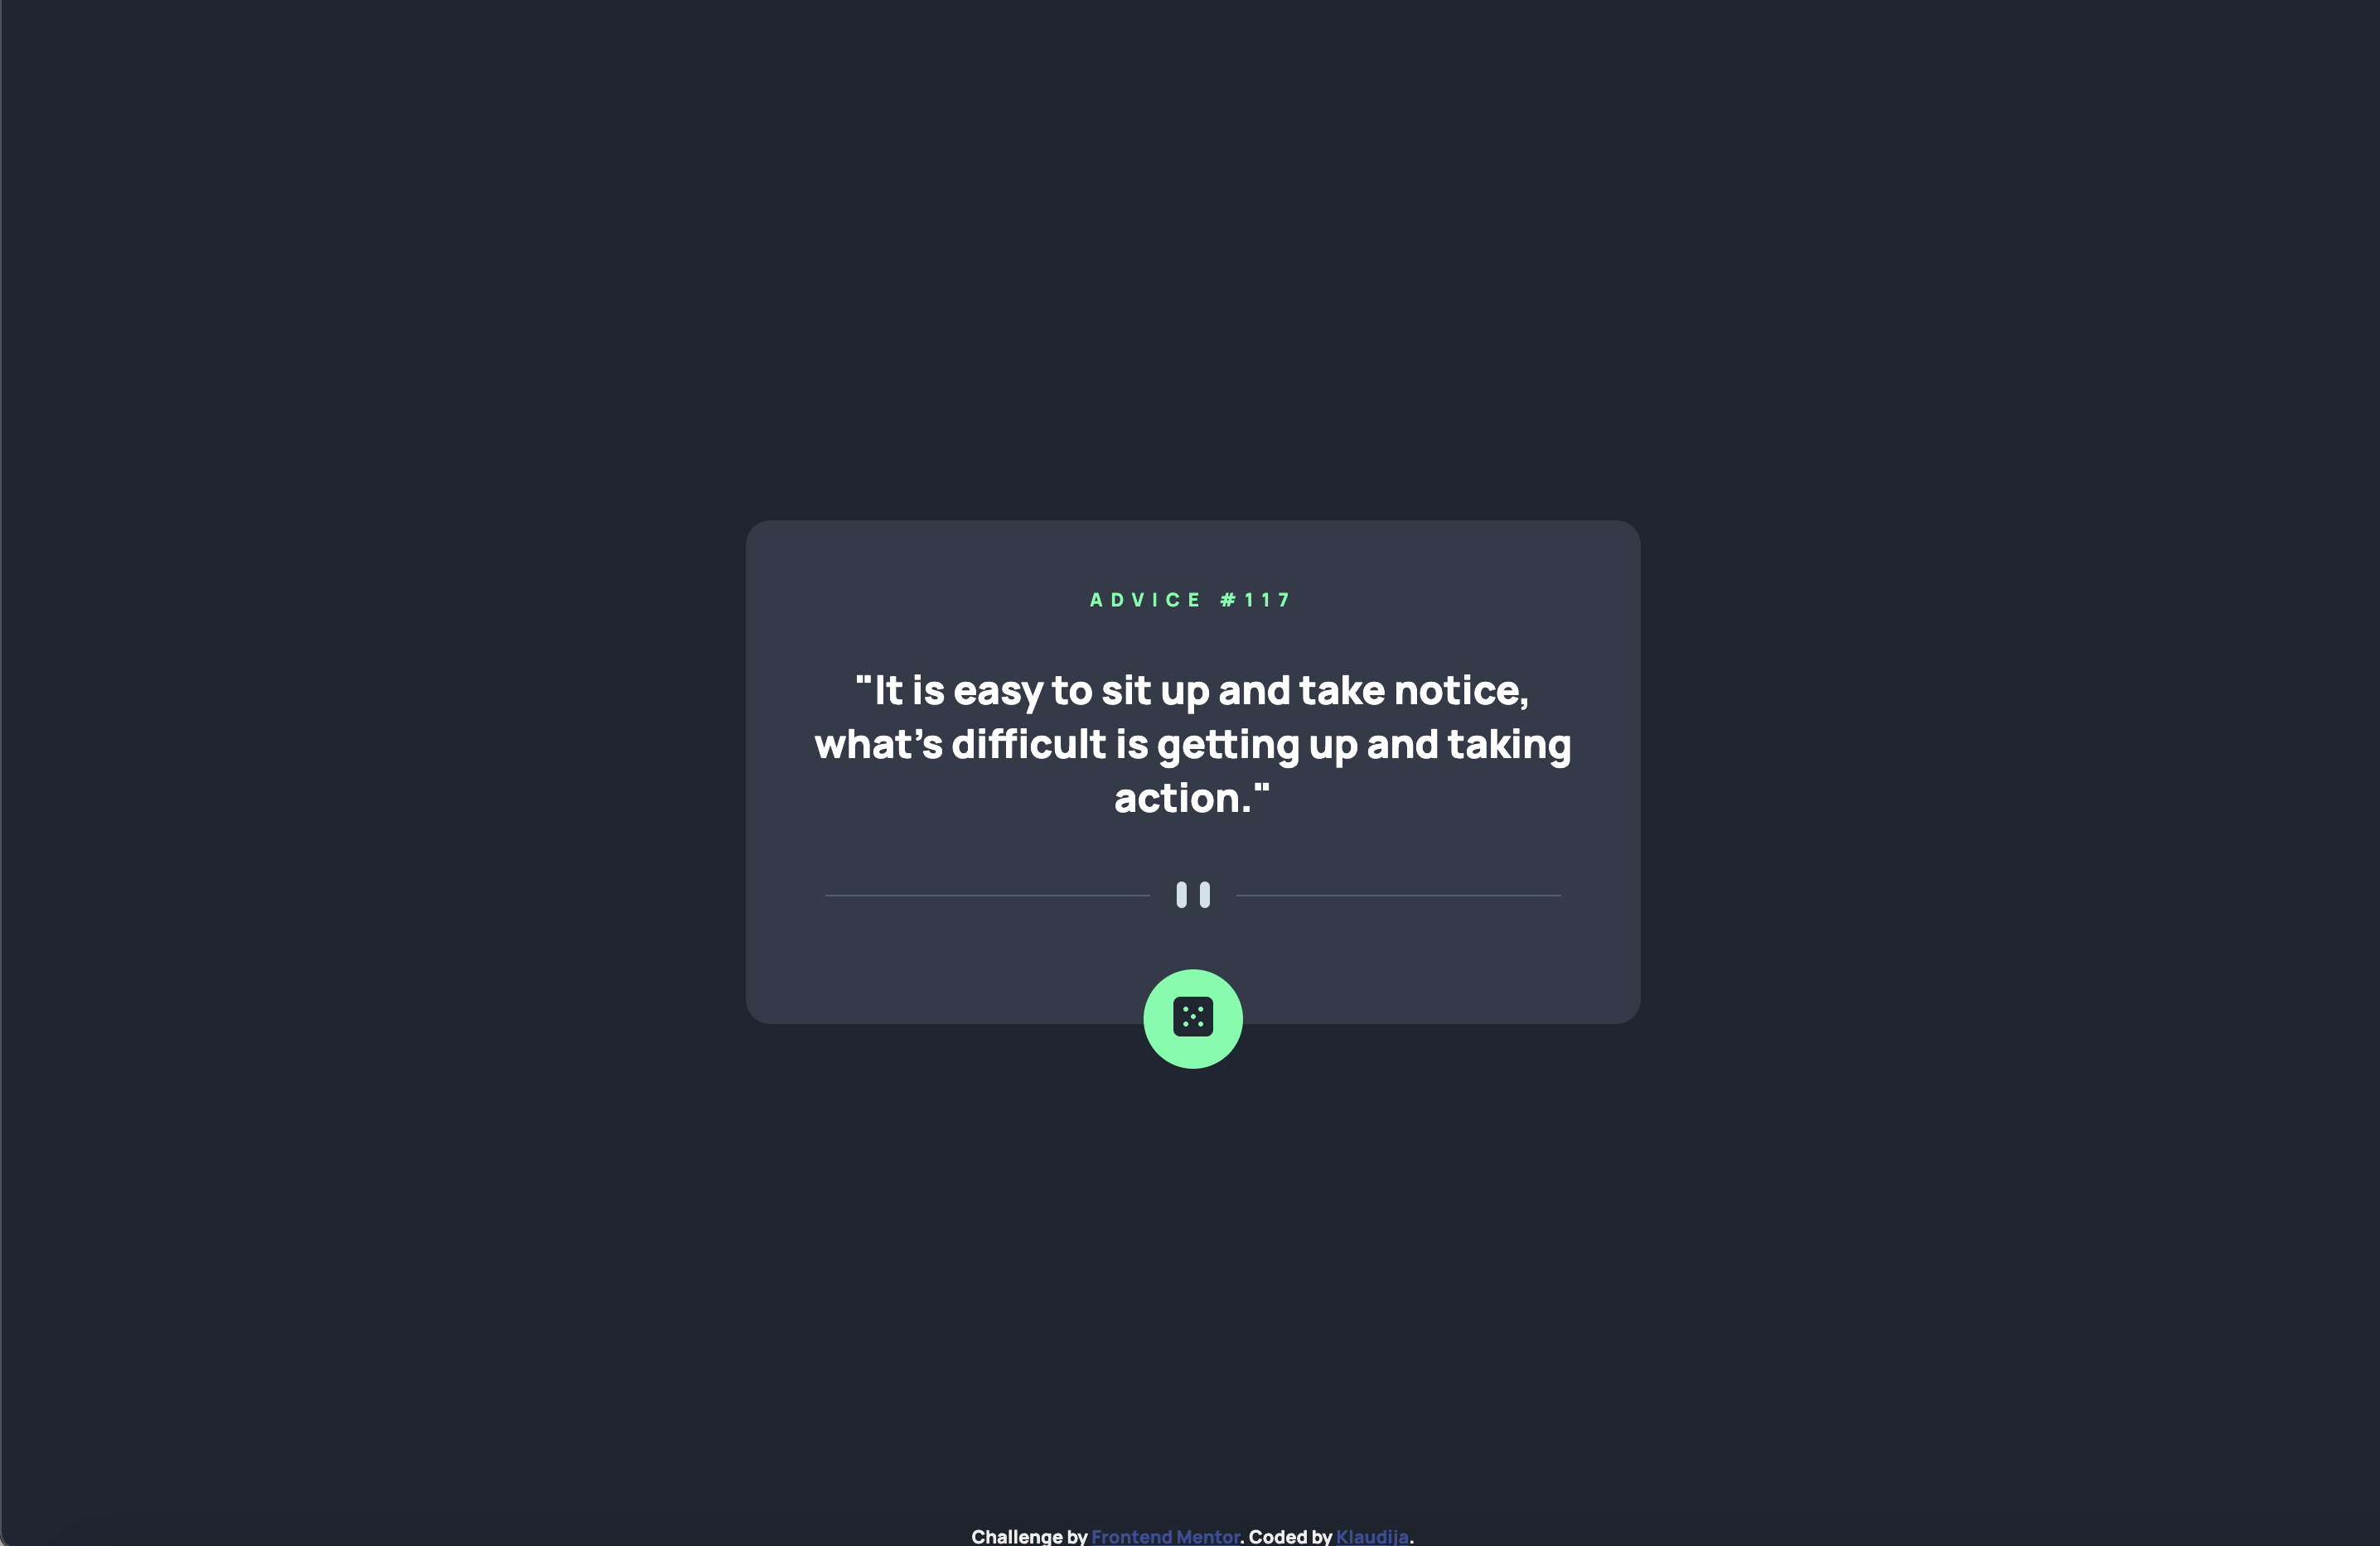 ADVICE #117
"It is easy to sit up and take notice,
what’s difficult is getting up and taking
action."
Challenge by Frontend Mentor. Coded by Klaudija.